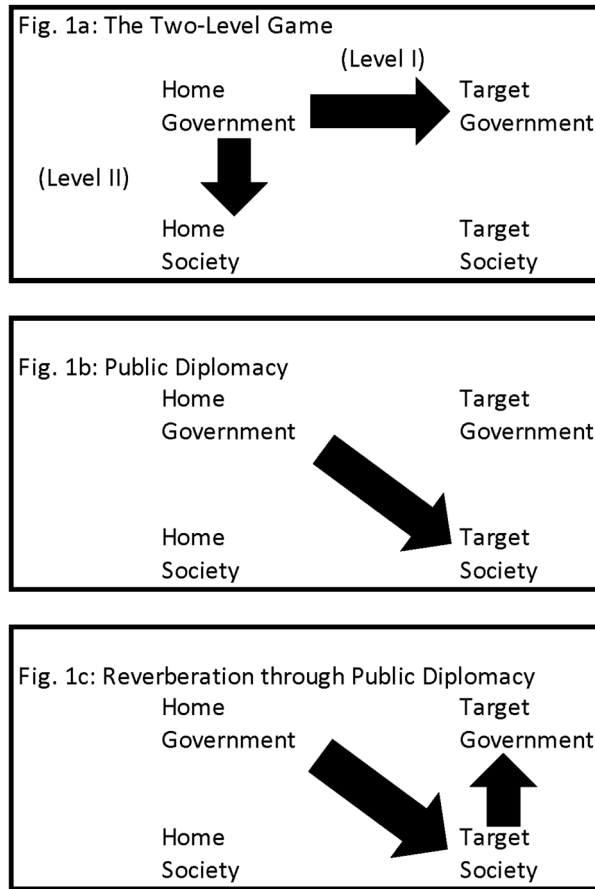 Fig. 1a: The Two-Level Game
(Level I)
Home Target
Government Government
(Level II)
Home Target
Society Society
Fig. 1b: Public Diplomacy
Home Target
Government Government
Home Target
Society Society
Fig. 1c: Reverberation through Public Diplomacy
Home Target
Government Government
Home Target
Society Society